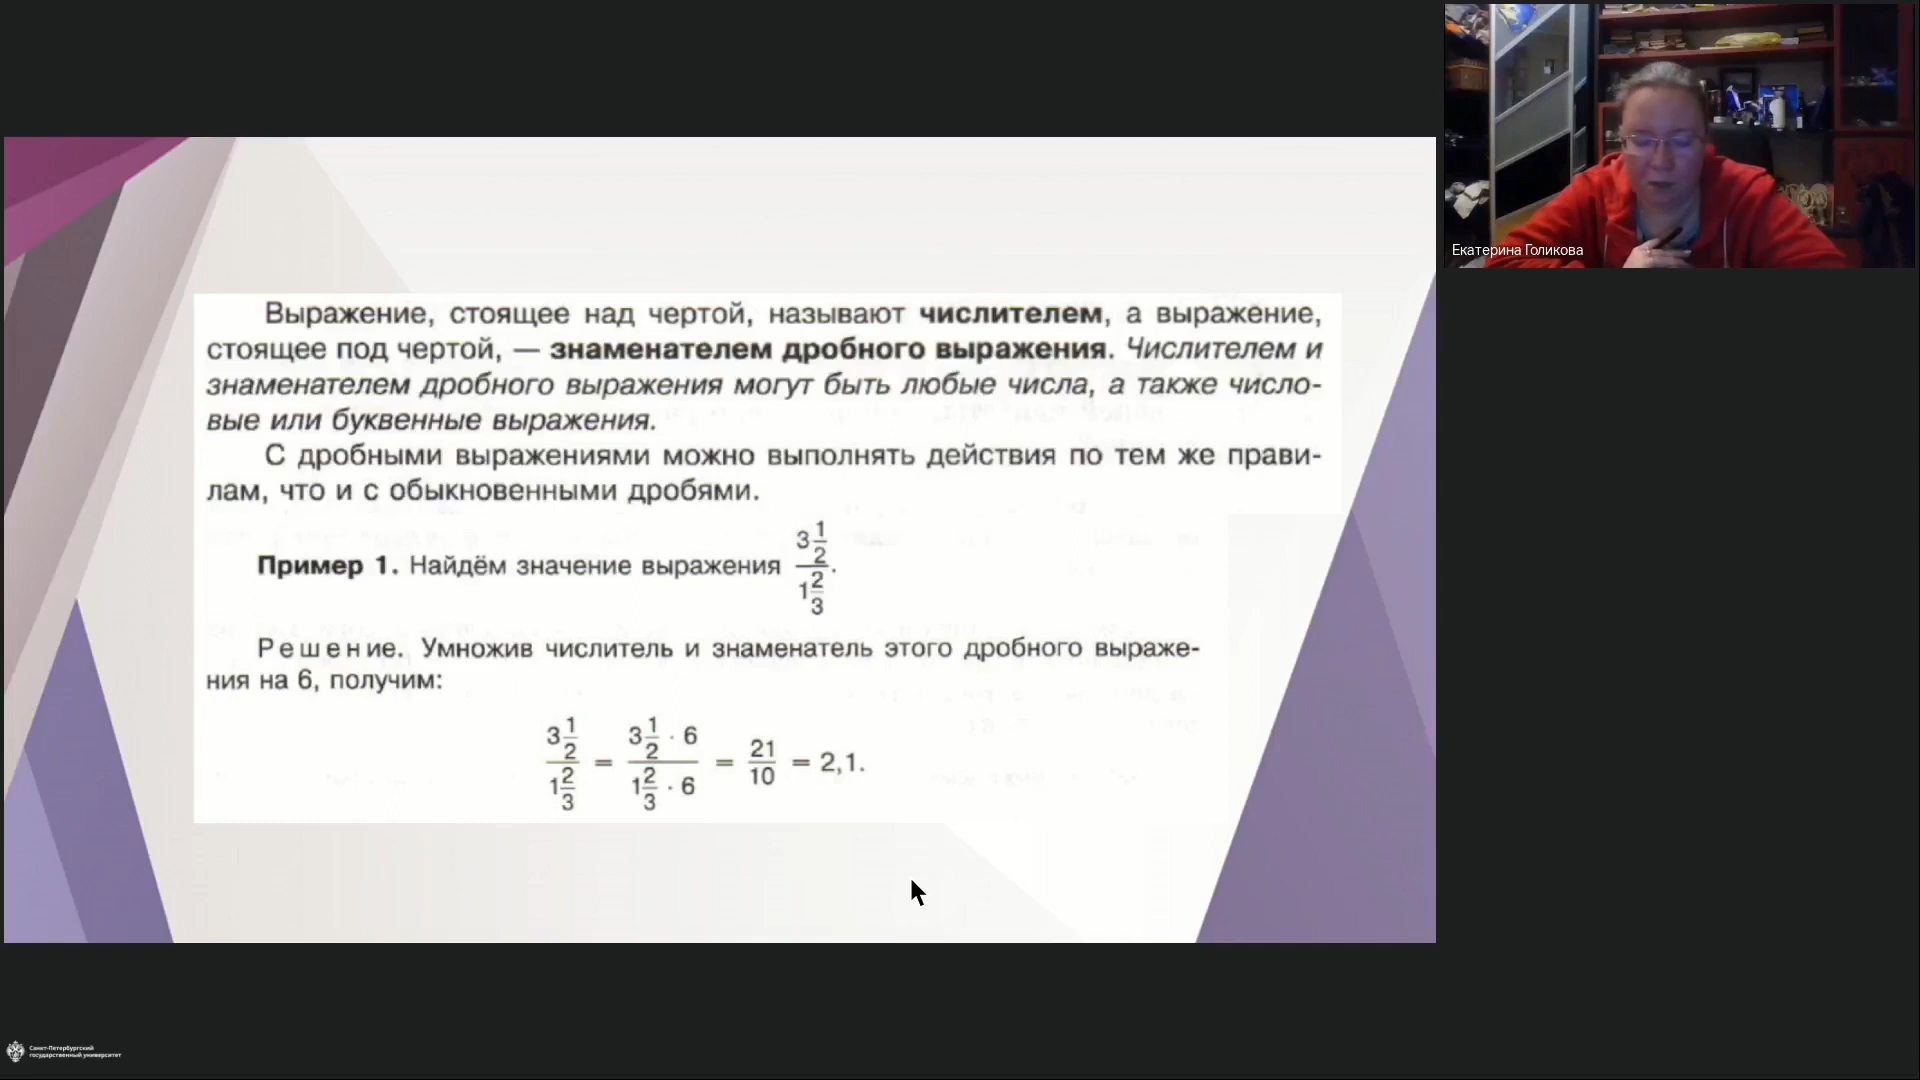 Выражение, стоящее над чертой, называют числителем, а выражение,
стоящее под чертой, — знаменателем дробного выражения. Числителем и
знаменателем дробного выражения могут быть любые числа, а также число-
вые или буквенные выражения.
С дробными выражениями можно выполнять действия по тем же прави-
лам, что и с обыкновенными дробями.
Пример 1. Найдём значение выражения (3 1/2)/(1 2/3).
Решение. Умножив числитель и знаменатель этого дробного выраже-
ния на 6, получим:
(3 1/2)/(1 2/3) = (3 1/2 · 6)/(1 2/3 · 6) = 21/10 = 2,1.
Екатерина Голикова
Санкт-Петербургский
государственный университет